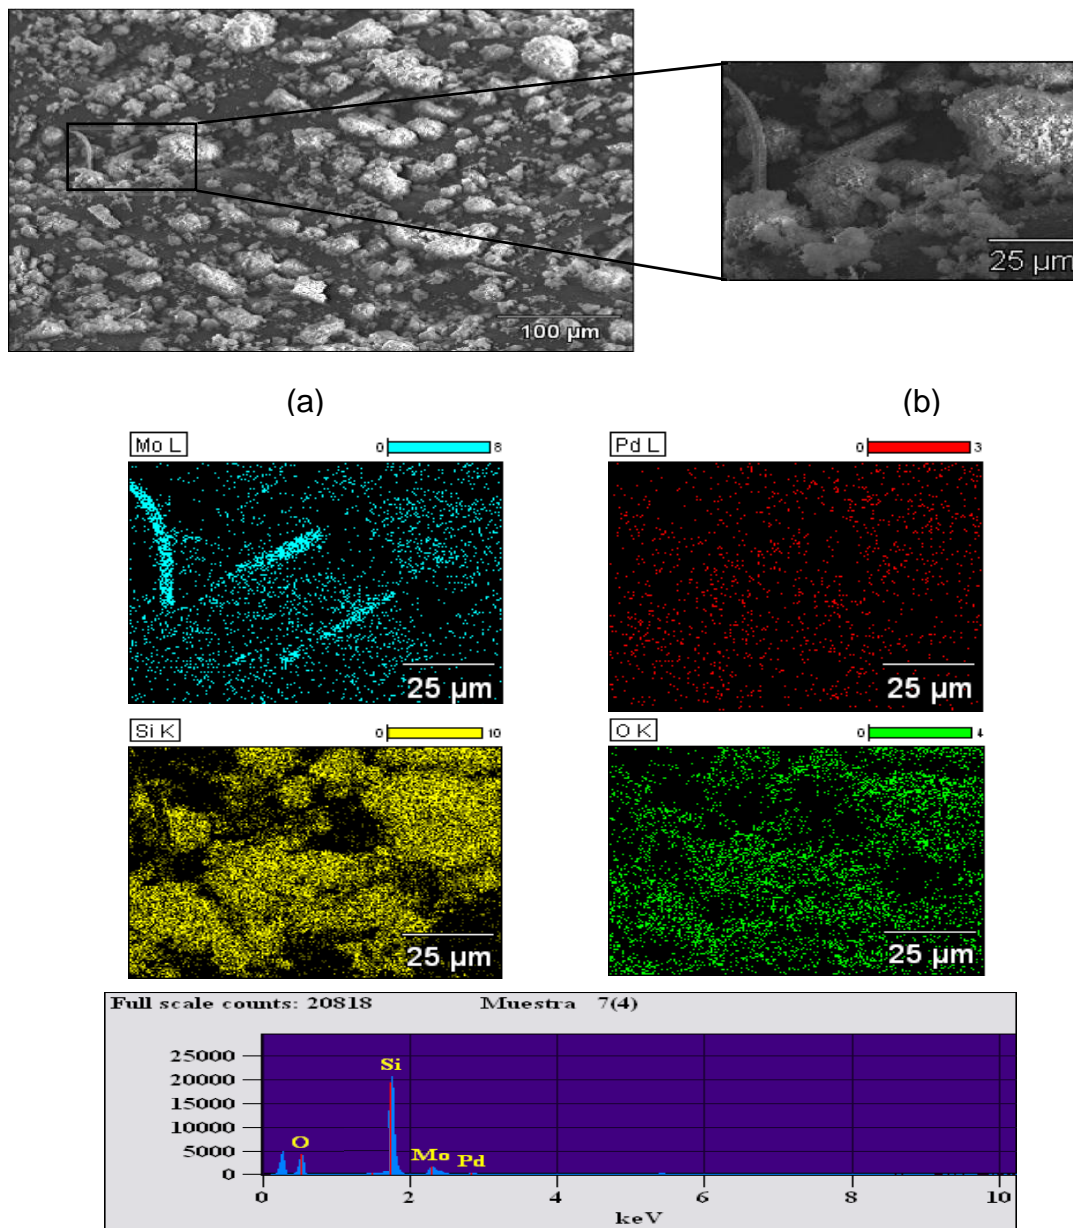 100 µm
25 µm
(a)
(b)
Mo L
0 8
Pd L
0 3
25 µm
25 µm
Si K
0 10
O K
0 4
25 µm
25 µm
Full scale counts: 20818 Muestra 7(4)
25000
20000
15000
10000
5000
0
Si
O
Mo
Pd
0 2 4 6 8 10
keV